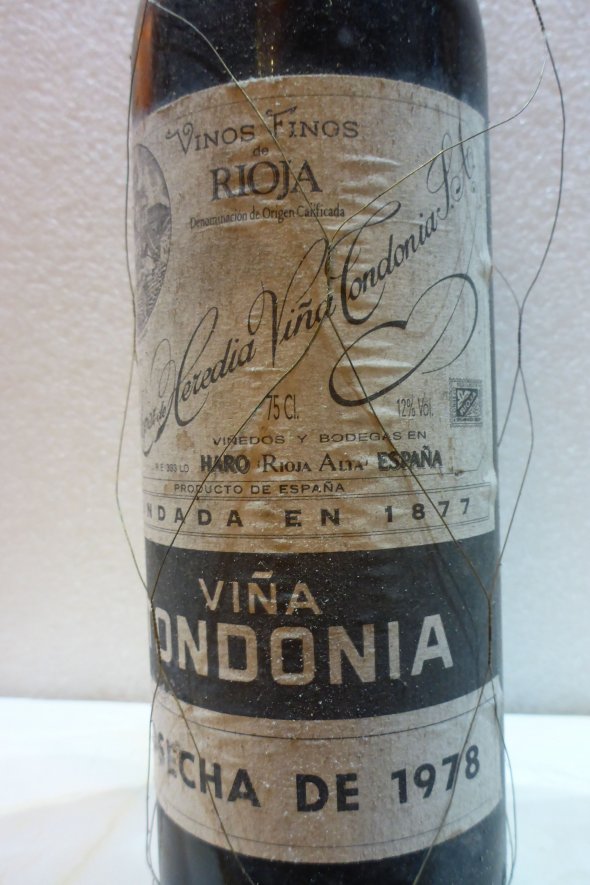 VINOS FINOS
de
RIOJA
Denominación de Origen Calificada
de Heredia Viña Tondonia S.A.
75 Cl.
12% Vol.
VIÑEDOS Y BODEGAS EN
HARO (RIOJA ALTA) ESPAÑA
PRODUCTO DE ESPAÑA
NDADA EN 1877
VIÑA
ONDONIA
SECHA DE 1978